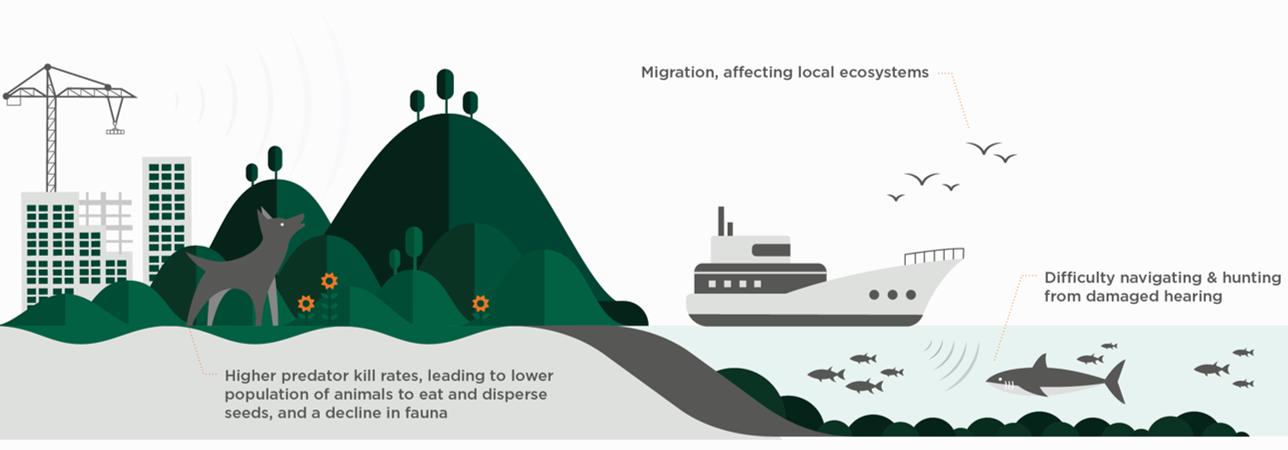 Migration, affecting local ecosystems
Difficulty navigating & hunting
from damaged hearing
Higher predator kill rates, leading to lower
population of animals to eat and disperse
seeds, and a decline in fauna